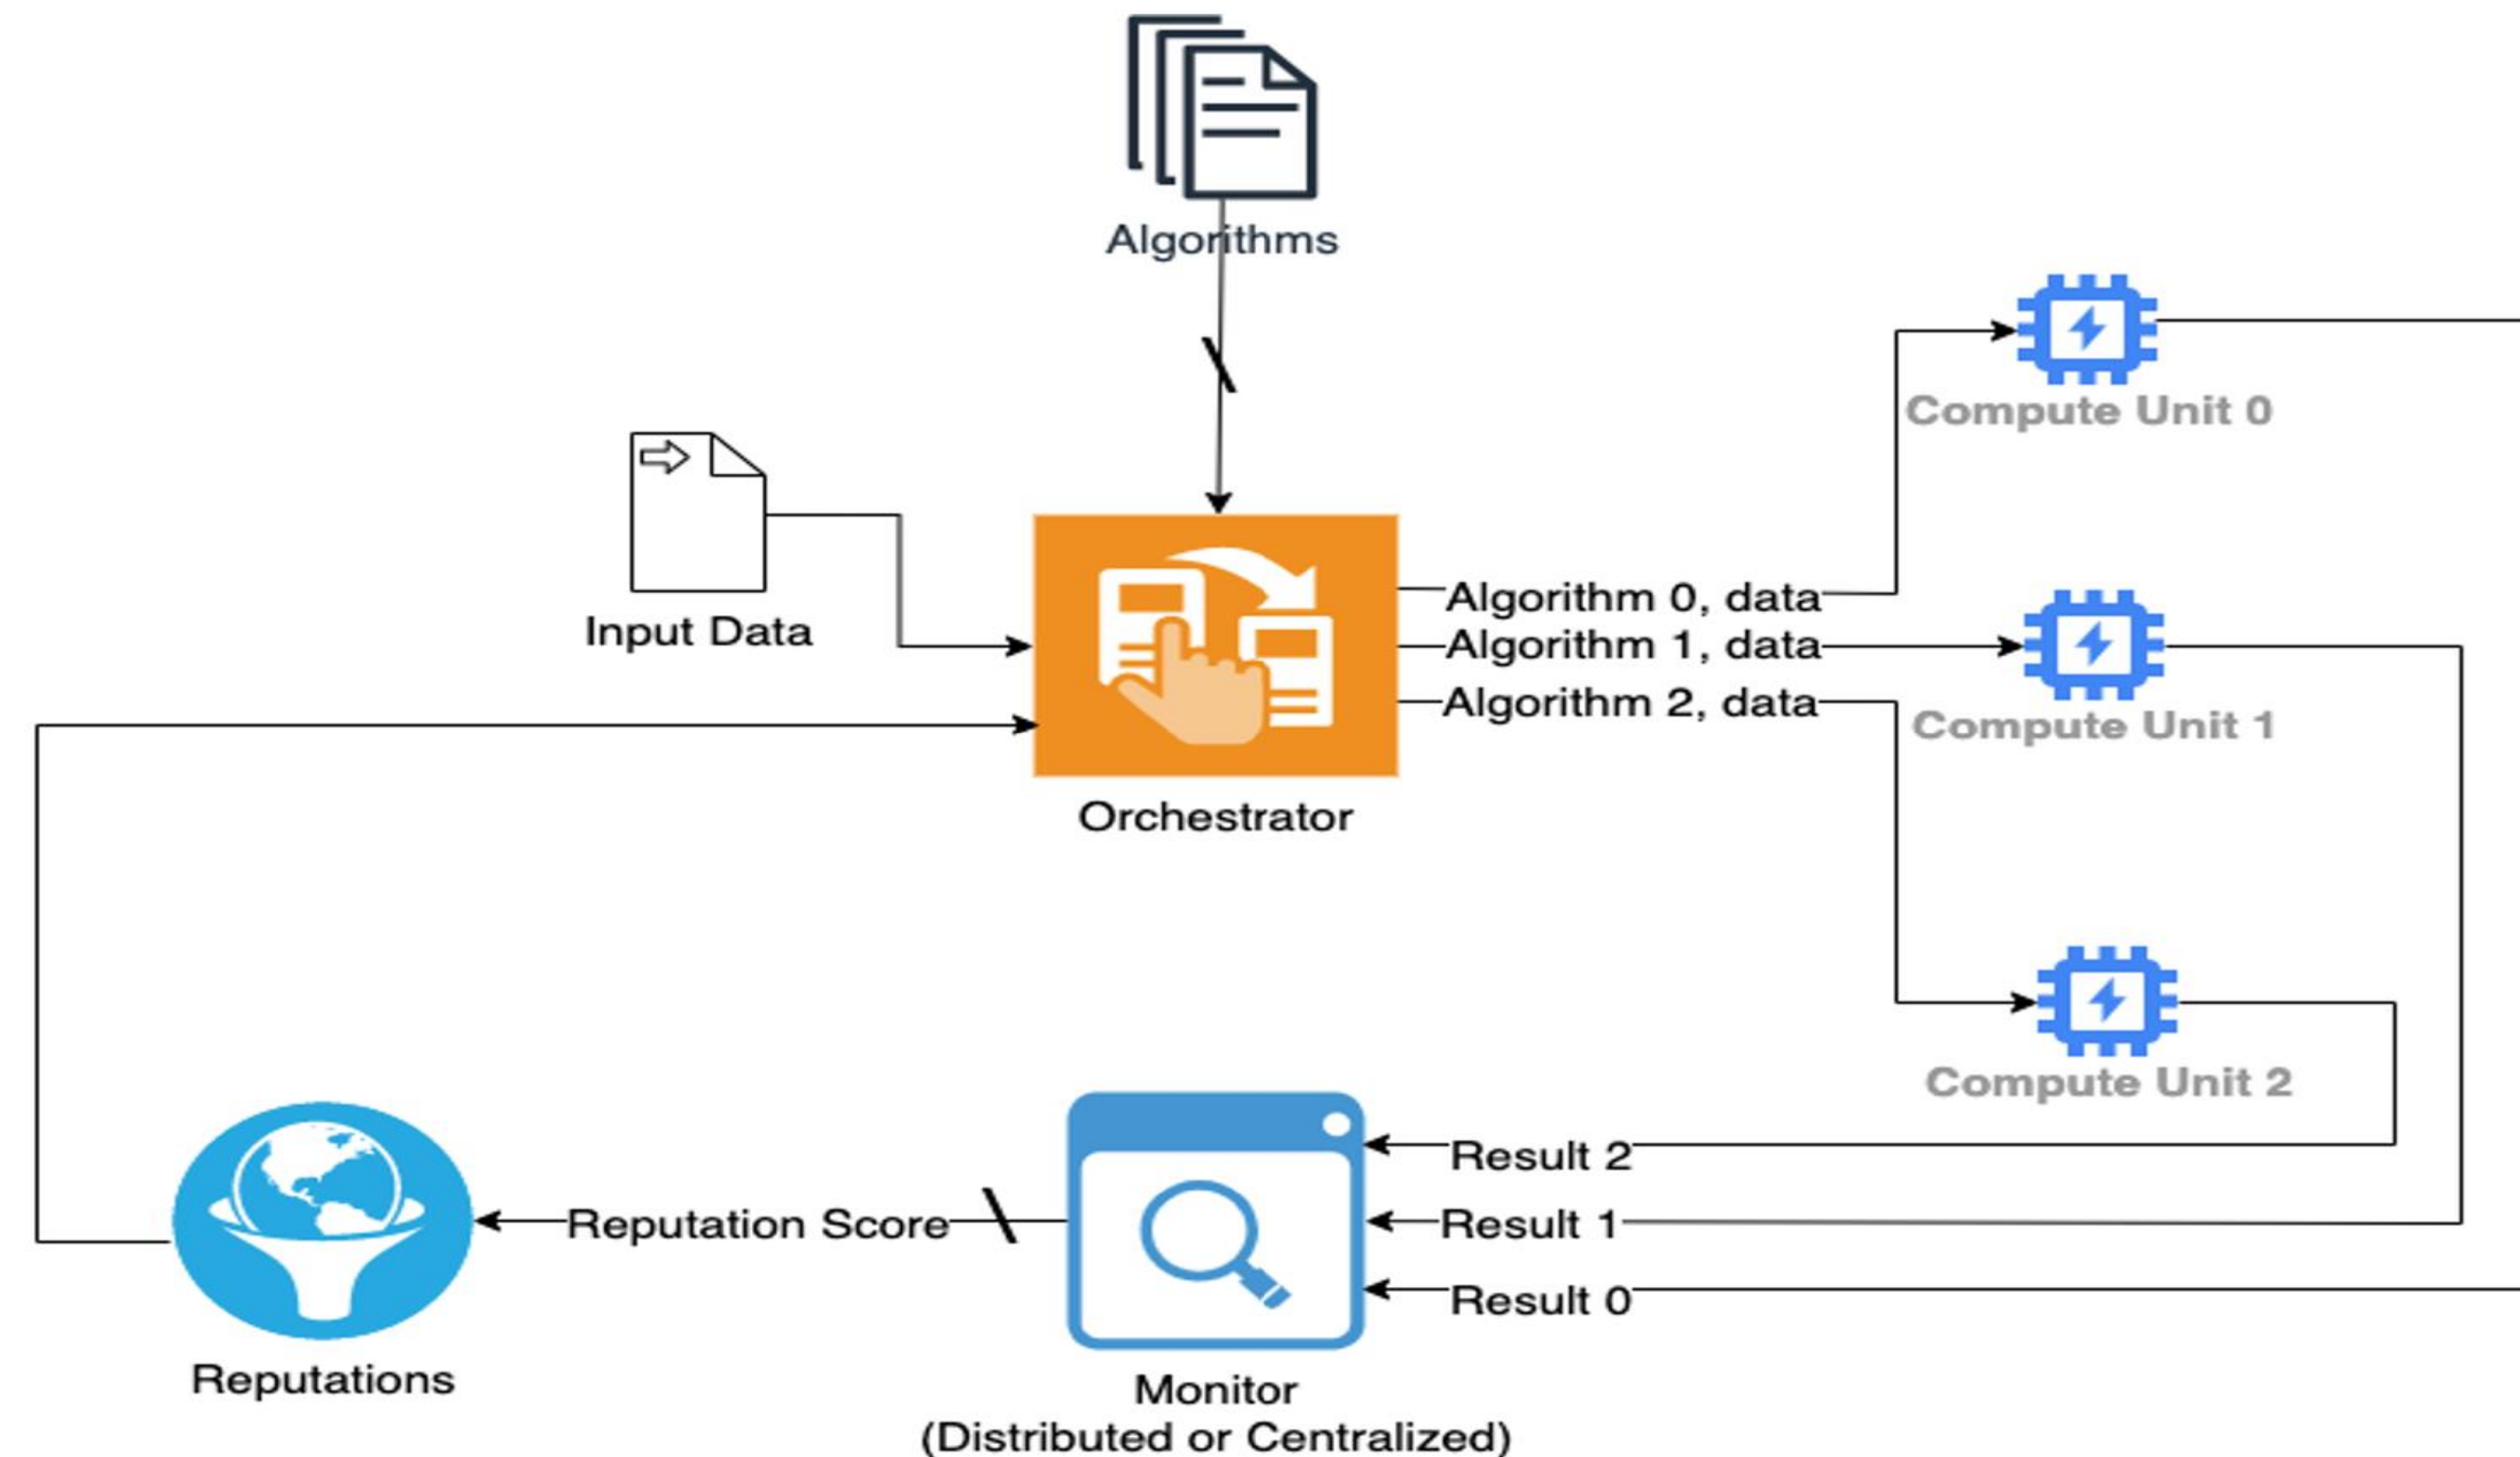 Algorithms
Compute Unit 0
Input Data
Algorithm 0, data
Algorithm 1, data
Algorithm 2, data
Compute Unit 1
Orchestrator
Compute Unit 2
Result 2
Reputation Score
Result 1
Result 0
Reputations
Monitor
(Distributed or Centralized)